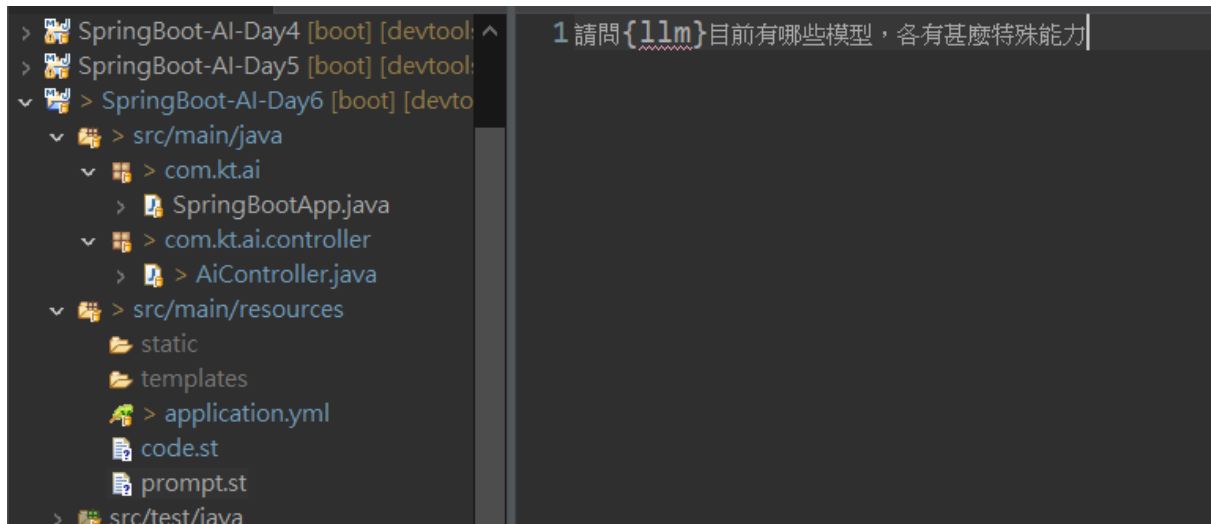 SpringBoot-AI-Day4 [boot] [devtool
SpringBoot-AI-Day5 [boot] [devtool
> SpringBoot-AI-Day6 [boot] [devto
> src/main/java
> com.kt.ai
SpringBootApp.java
> com.kt.ai.controller
> AiController.java
> src/main/resources
static
templates
> application.yml
code.st
prompt.st
src/test/java
1 請問{llm}目前有哪些模型，各有甚麼特殊能力